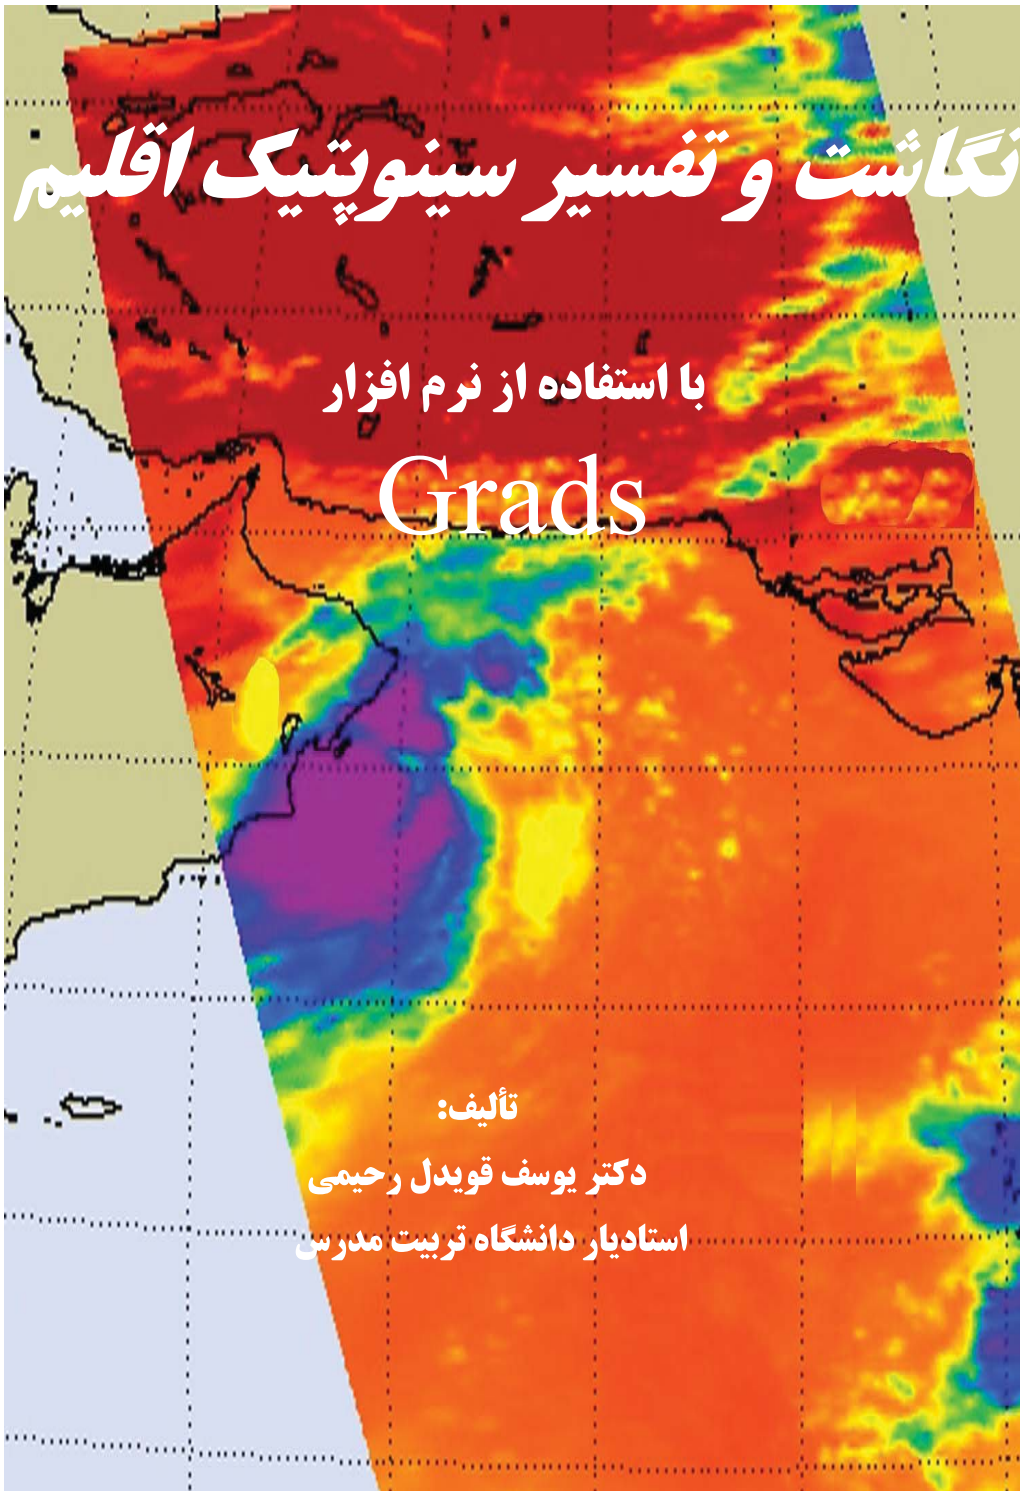 نگاشت و تفسیر سینوپتیک اقلیم
با استفاده از نرم افزار
Grads
تألیف:
دکتر یوسف قویدل رحیمی
استادیار دانشگاه تربیت مدرس